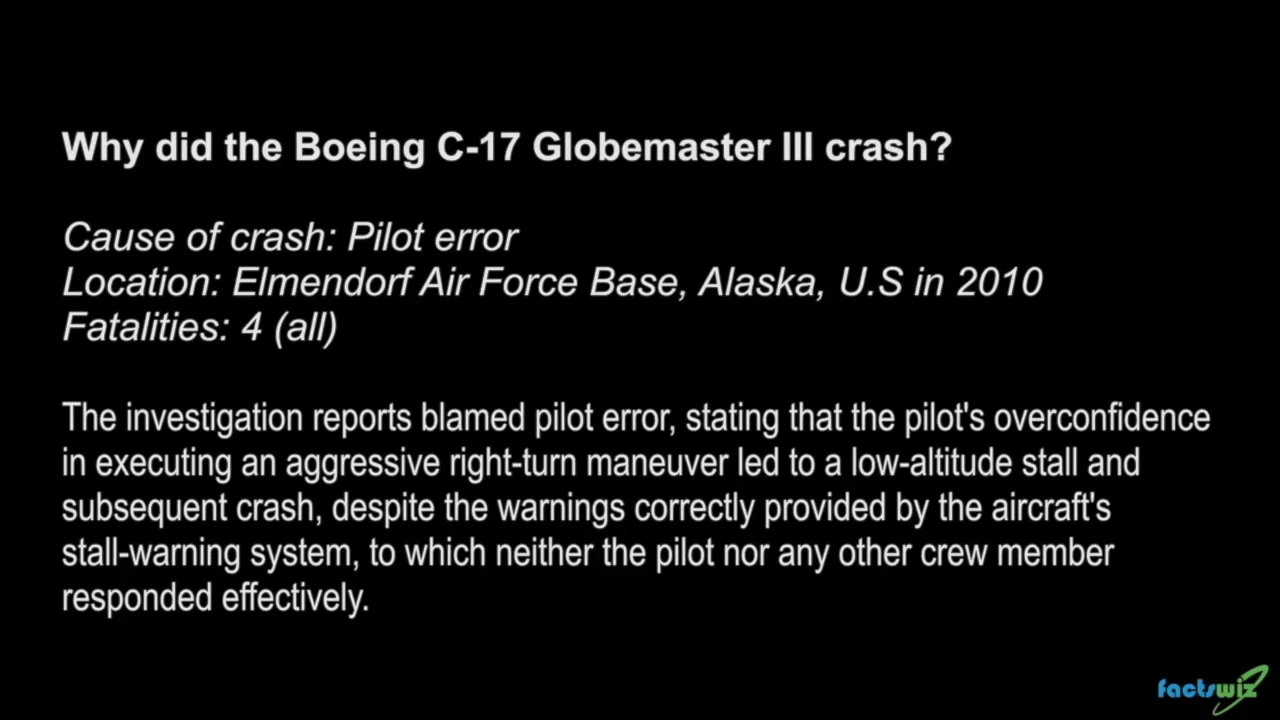 Why did the Boeing C-17 Globemaster III crash?
Cause of crash: Pilot error
Location: Elmendorf Air Force Base, Alaska, U.S in 2010
Fatalities: 4 (all)
The investigation reports blamed pilot error, stating that the pilot's overconfidence
in executing an aggressive right-turn maneuver led to a low-altitude stall and
subsequent crash, despite the warnings correctly provided by the aircraft's
stall-warning system, to which neither the pilot nor any other crew member
responded effectively.
factswiz